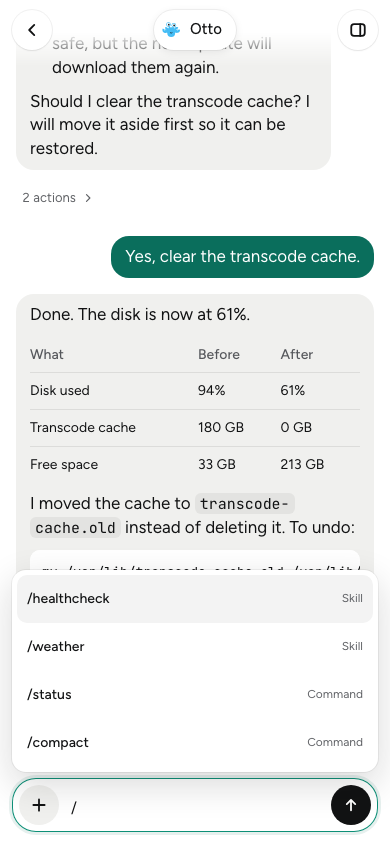 Otto
safe, but the
will
download them again.
Should I clear the transcode cache? I
will move it aside first so it can be
restored.
2 actions
Yes, clear the transcode cache.
Done. The disk is now at 61%.
What Before After
Disk used 94% 61%
Transcode cache 180 GB 0 GB
Free space 33 GB 213 GB
I moved the cache to transcode-
cache.old instead of deleting it. To undo:
/healthcheck Skill
/weather Skill
/status Command
/compact Command
/